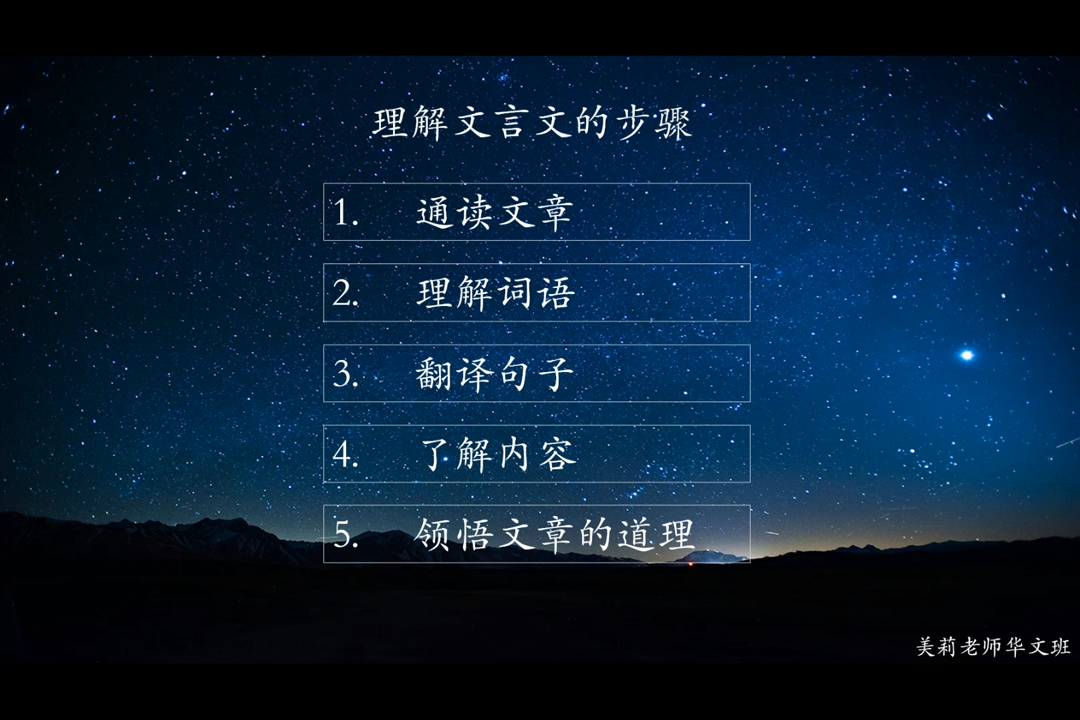 理解文言文的步骤
1. 通读文章
2. 理解词语
3. 翻译句子
4. 了解内容
5. 领悟文章的道理
美莉老师华文班